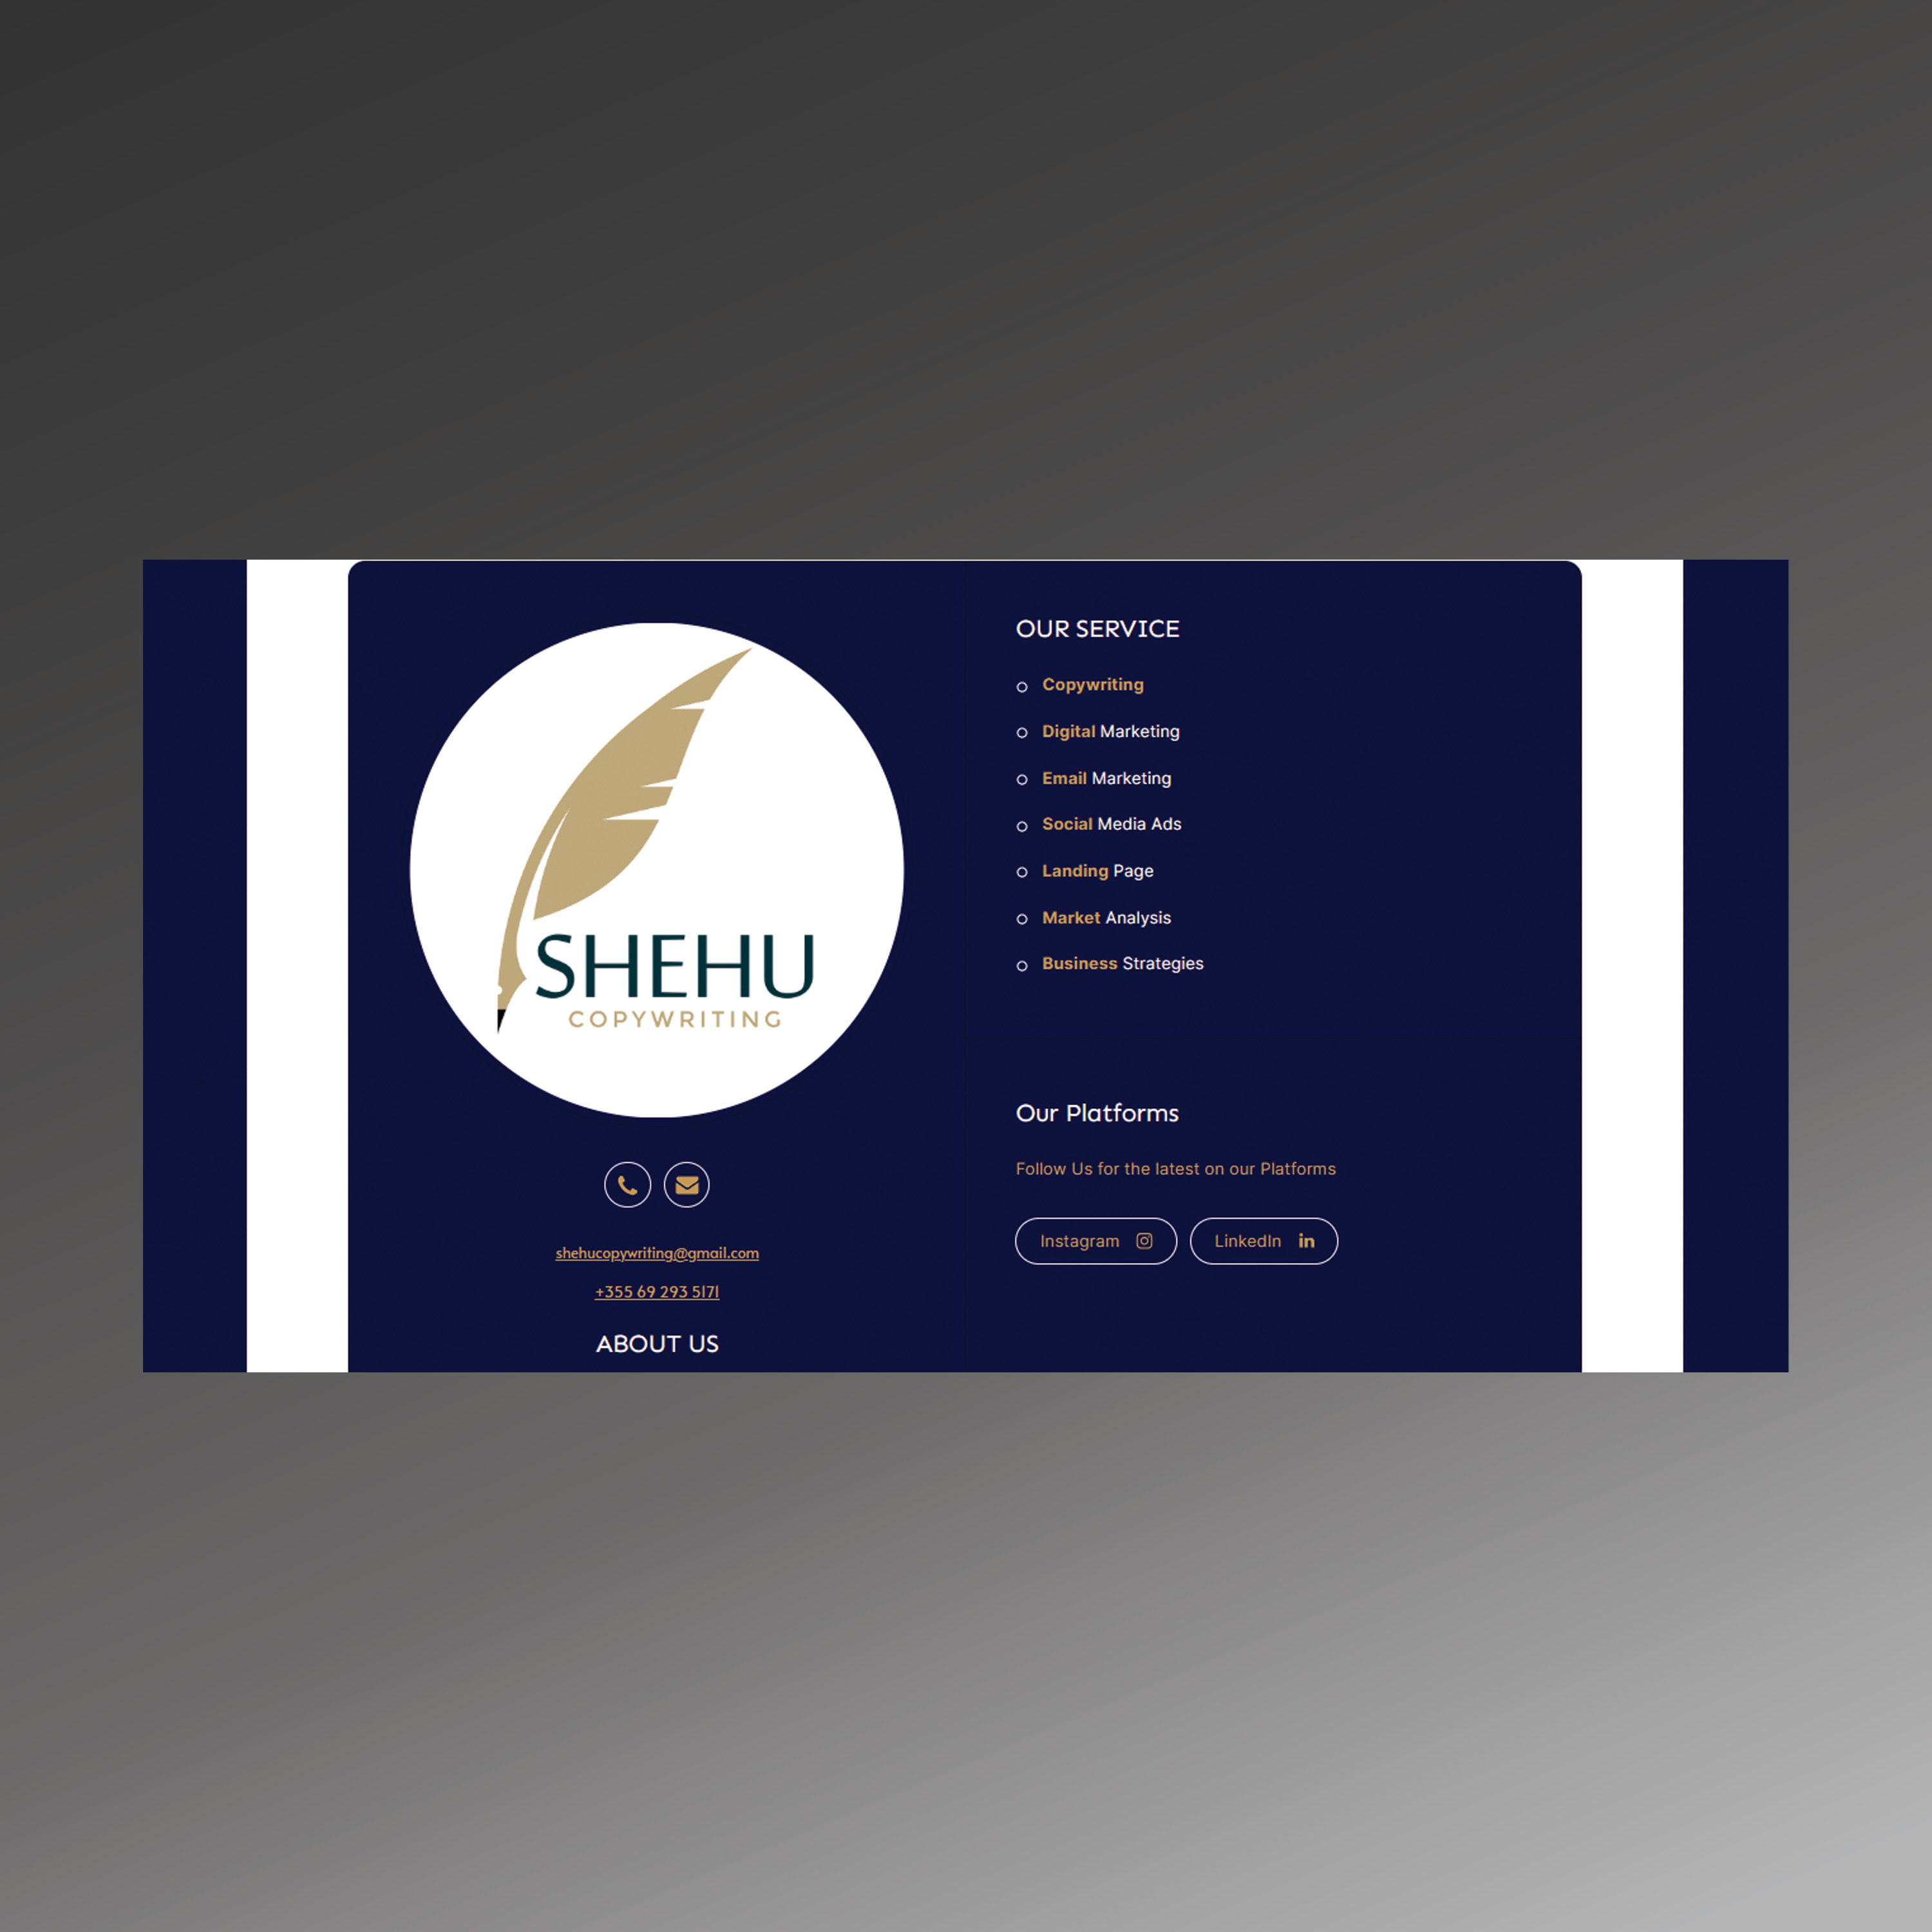 SHEHU
COPYWRITING
shehucopywriting@gmail.com
+355 69 293 5171
ABOUT US
OUR SERVICE
Copywriting
Digital Marketing
Email Marketing
Social Media Ads
Landing Page
Market Analysis
Business Strategies
Our Platforms
Follow Us for the latest on our Platforms
Instagram
LinkedIn in